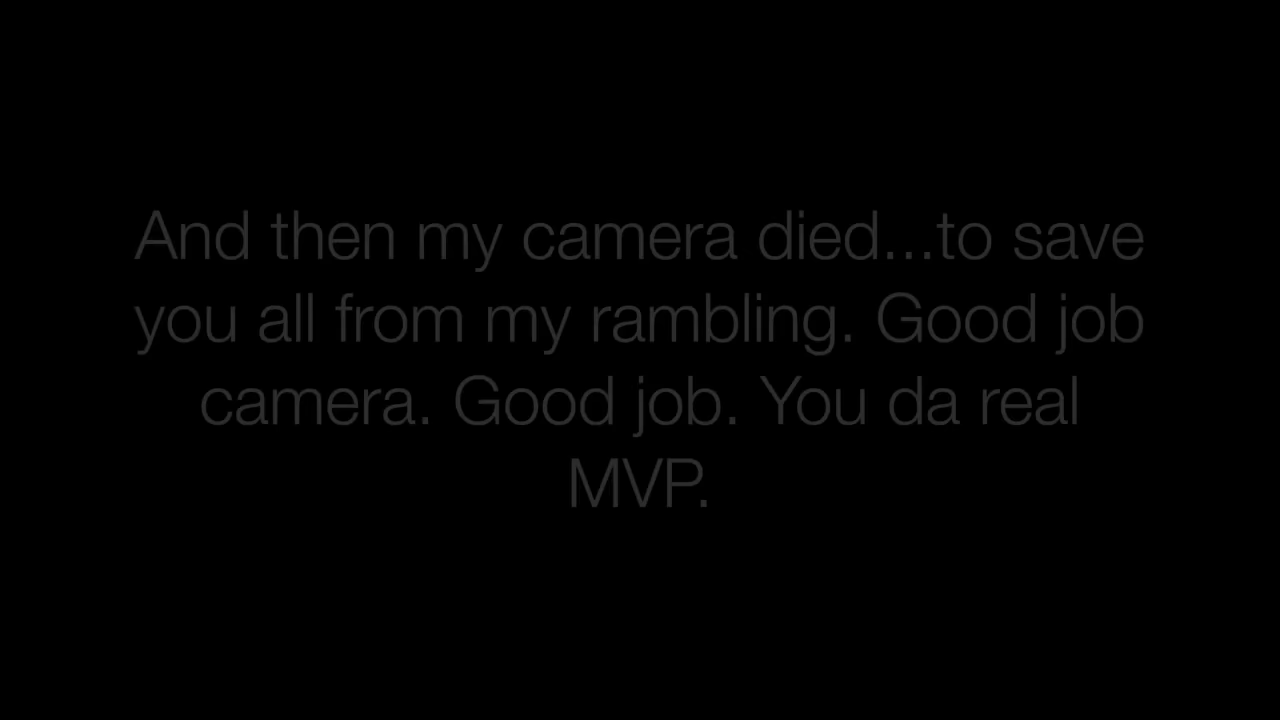 And then my camera died...to save
you all from my rambling. Good job
camera. Good job. You da real
MVP.